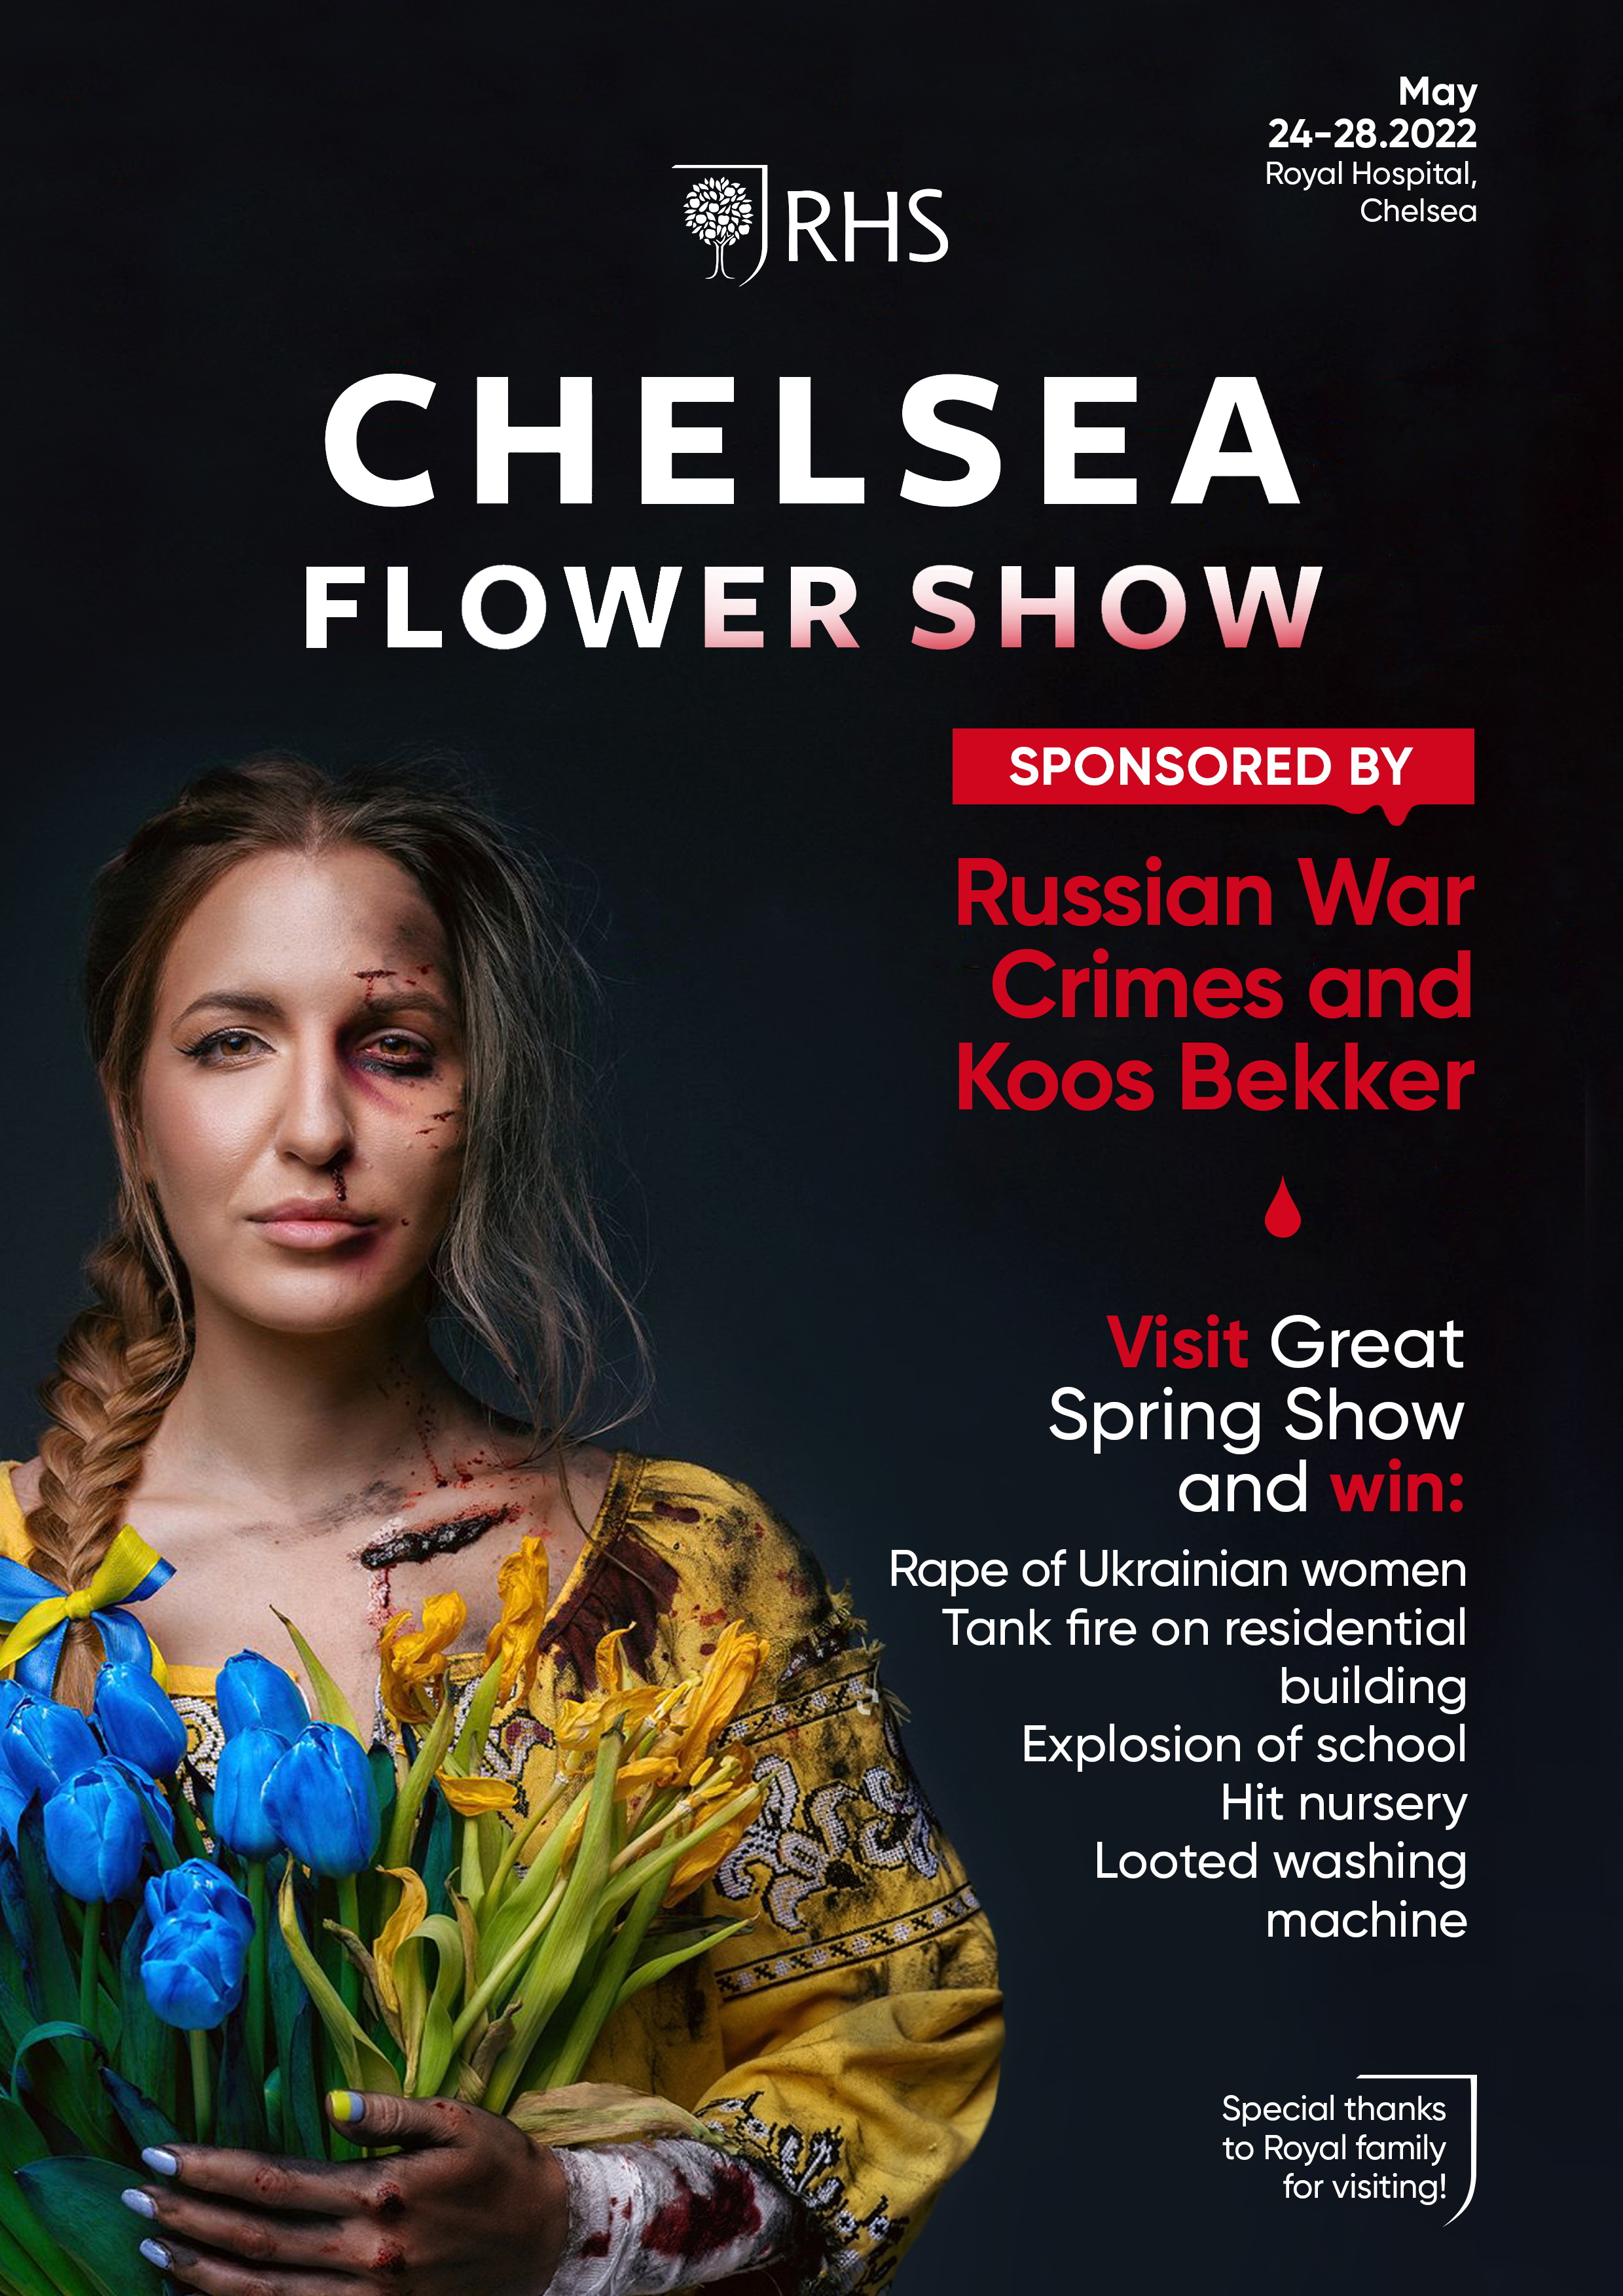 May
24-28.2022
Royal Hospital,
Chelsea
RHS
CHELSEA
FLOWER SHOW
SPONSORED BY
Russian War
Crimes and
Koos Bekker
Visit Great
Spring Show
and win:
Rape of Ukrainian women
Tank fire on residential
building
Explosion of school
Hit nursery
Looted washing
machine
Special thanks
to Royal family
for visiting!